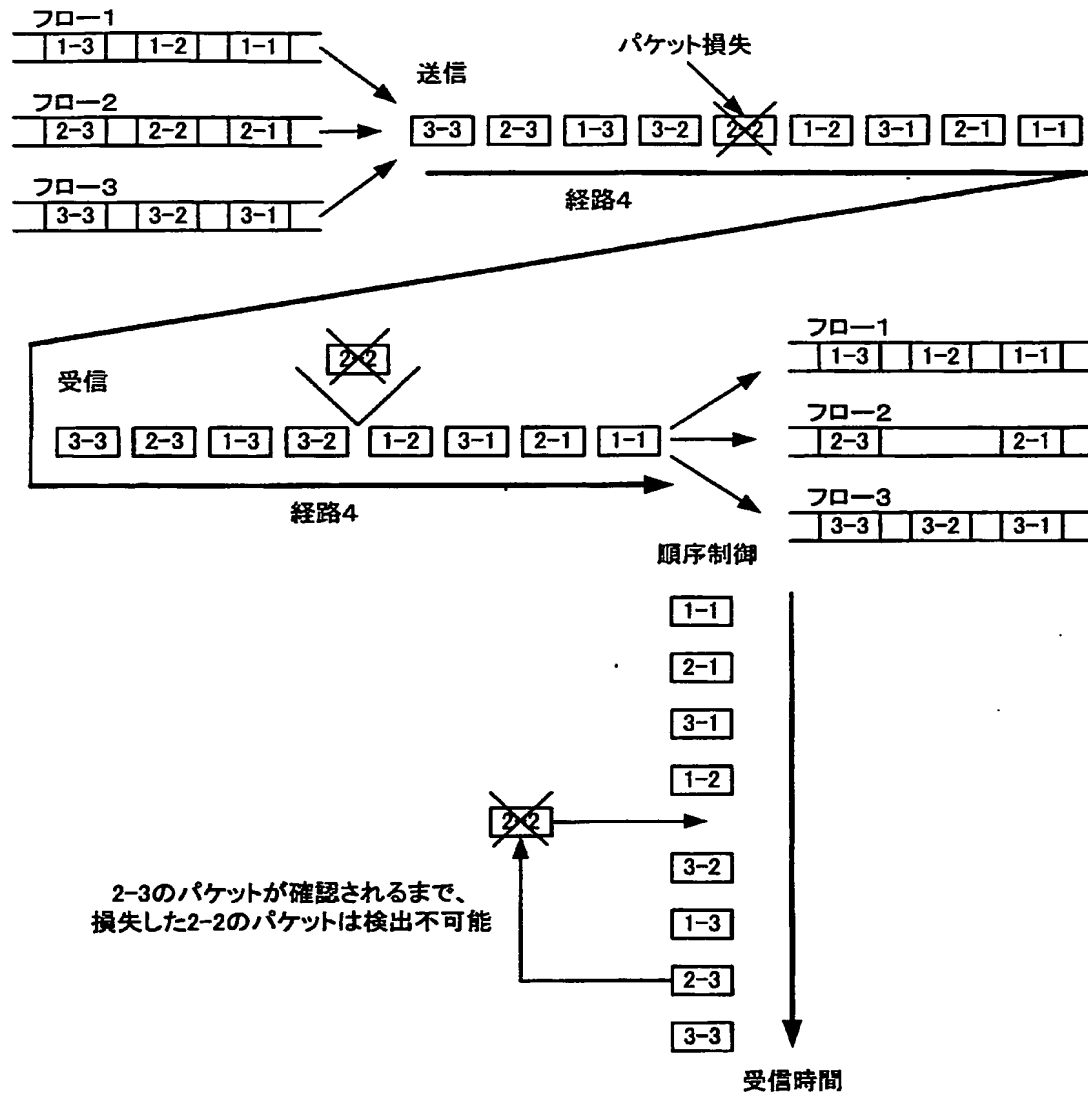 フロー1
1-3 1-2 1-1
フロー2
2-3 2-2 2-1
フロー3
3-3 3-2 3-1
送信
パケット損失
3-3 2-3 1-3 3-2 2-2 1-2 3-1 2-1 1-1
経路4
受信
2-2
3-3 2-3 1-3 3-2 1-2 3-1 2-1 1-1
経路4
フロー1
1-3 1-2 1-1
フロー2
2-3 2-1
フロー3
3-3 3-2 3-1
順序制御
1-1
2-1
3-1
1-2
2-2
3-2
1-3
2-3
3-3
2-3のパケットが確認されるまで、
損失した2-2のパケットは検出不可能
受信時間